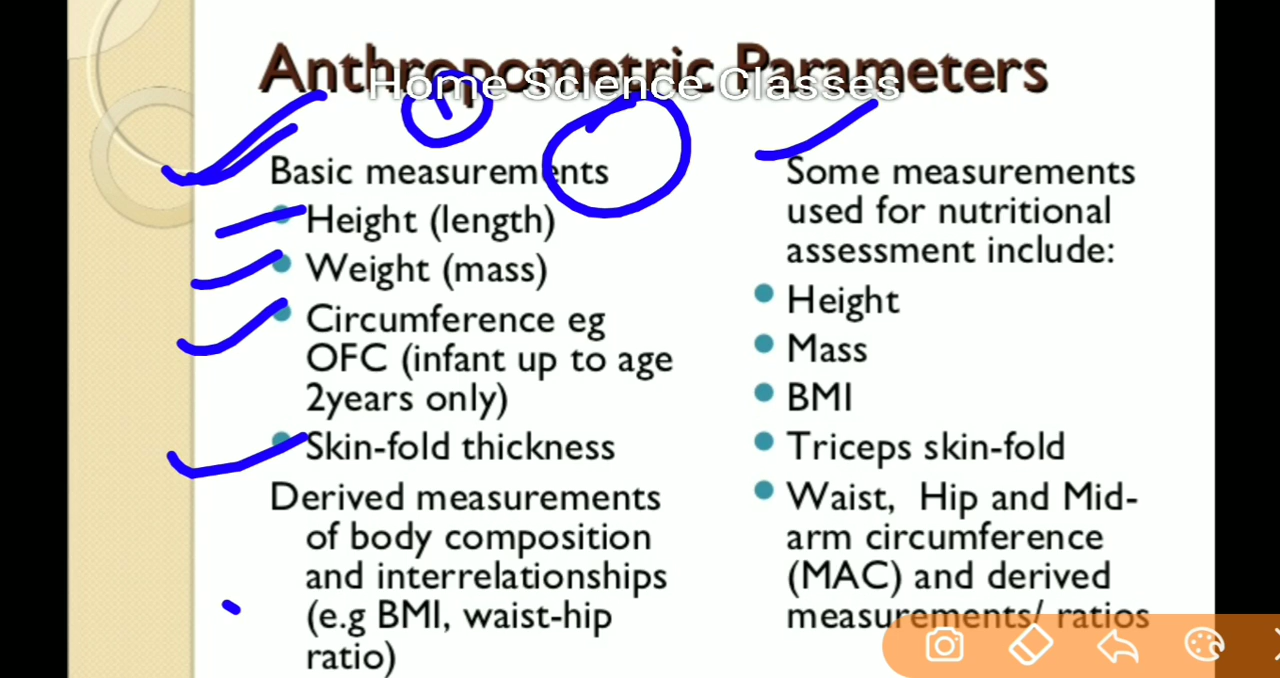 Anthropometric Parameters
Home Science Classes
1
Basic measurements
Height (length)
Weight (mass)
Circumference eg
OFC (infant up to age
2years only)
Skin-fold thickness
Derived measurements
of body composition
and interrelationships
(e.g BMI, waist-hip
ratio)
Some measurements
used for nutritional
assessment include:
Height
Mass
BMI
Triceps skin-fold
Waist, Hip and Mid-
arm circumference
(MAC) and derived
measurements/ ratios